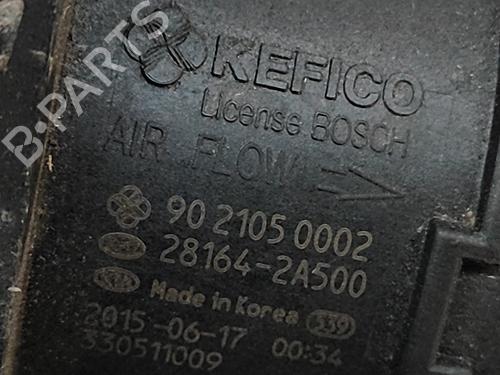 B-PARTS
KEFICO
License BOSCH
AIR FLOW
90 2105 0002
28164-2A500
Made in Korea
2015-06-17 00:34
330511009